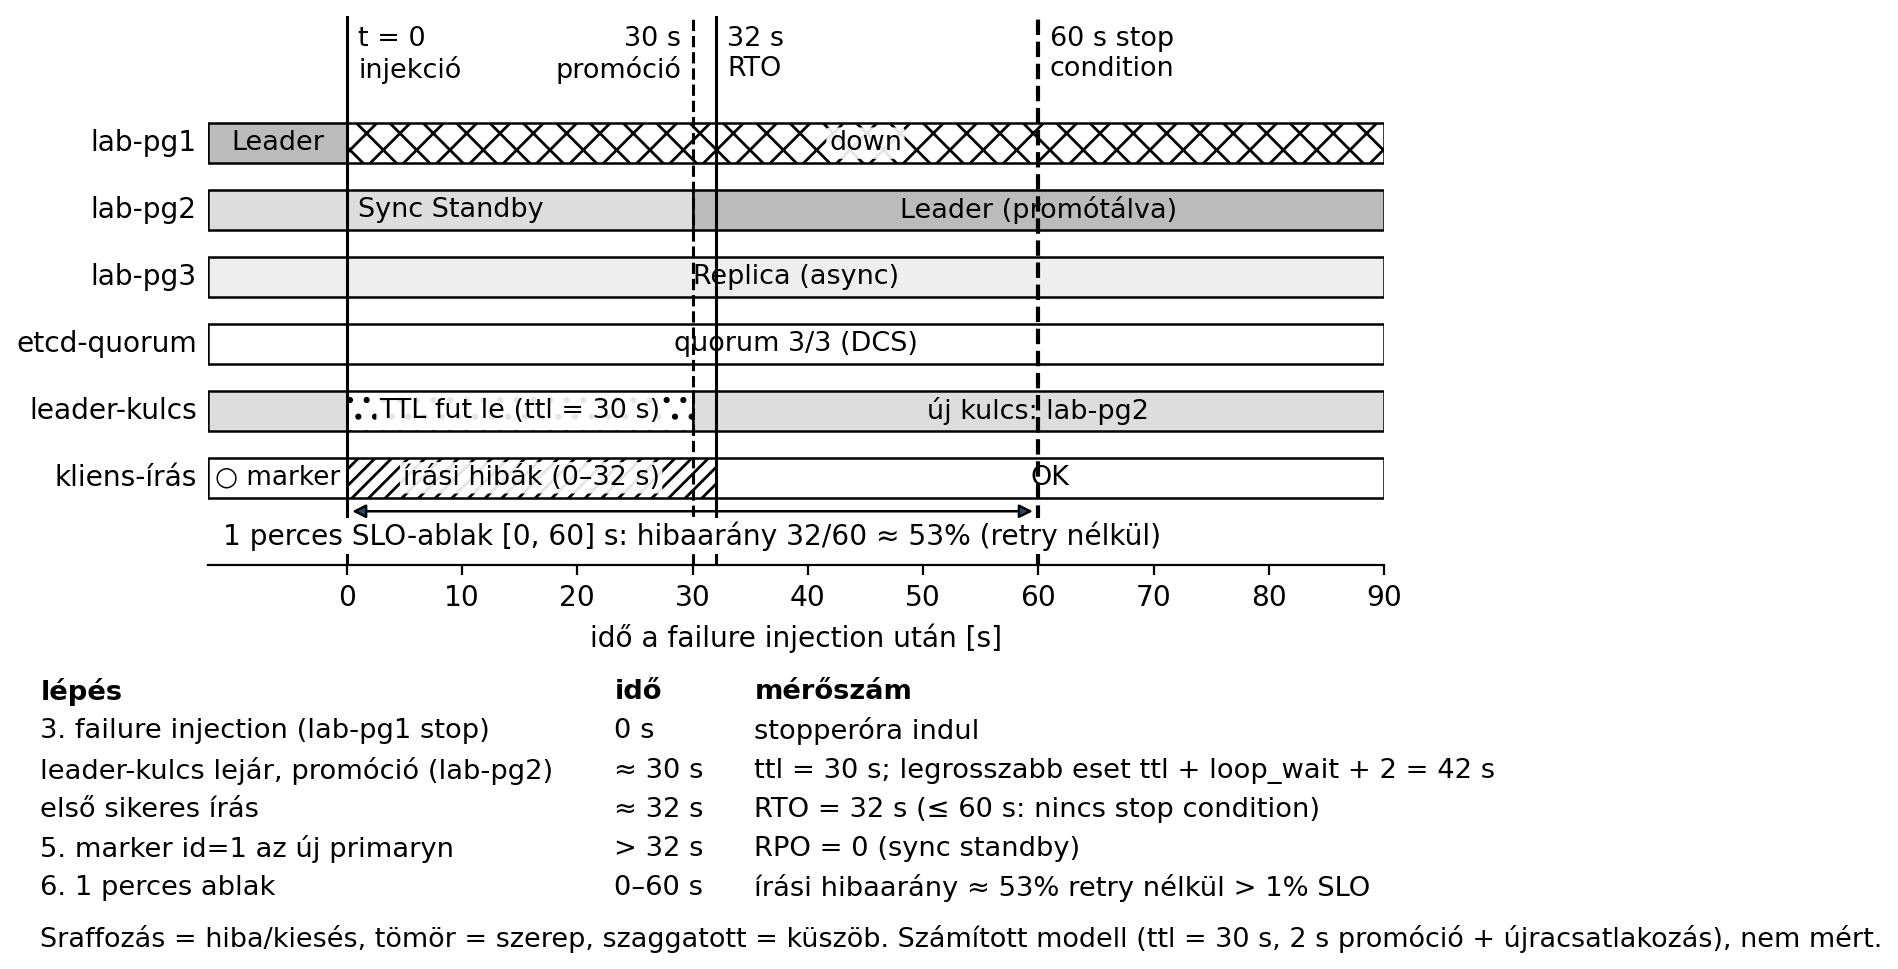 t = 0
injekció
30 s
promóció
32 s
RTO
60 s stop
condition
lab-pg1
Leader
down
lab-pg2
Sync Standby
Leader (promótálva)
lab-pg3
Replica (async)
etcd-quorum
quorum 3/3 (DCS)
leader-kulcs
TTL fut le (ttl = 30 s)
új kulcs: lab-pg2
kliens-írás
○ marker
írási hibák (0–32 s)
OK
1 perces SLO-ablak [0, 60] s: hibaarány 32/60 ≈ 53% (retry nélkül)
0 10 20 30 40 50 60 70 80 90
idő a failure injection után [s]
lépés idő mérőszám
3. failure injection (lab-pg1 stop) 0 s stopperóra indul
leader-kulcs lejár, promóció (lab-pg2) ≈ 30 s ttl = 30 s; legrosszabb eset ttl + loop_wait + 2 = 42 s
első sikeres írás ≈ 32 s RTO = 32 s (≤ 60 s: nincs stop condition)
5. marker id=1 az új primaryn > 32 s RPO = 0 (sync standby)
6. 1 perces ablak 0–60 s írási hibaarány ≈ 53% retry nélkül > 1% SLO
Sraffozás = hiba/kiesés, tömör = szerep, szaggatott = küszöb. Számított modell (ttl = 30 s, 2 s promóció + újracsatlakozás), nem mért.